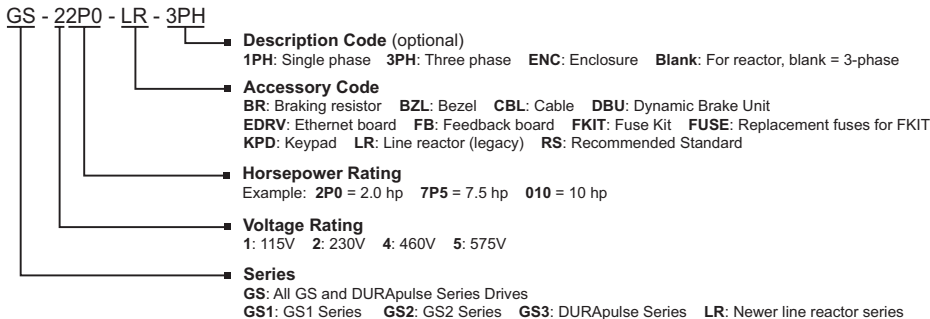 GS - 22P0 - LR - 3PH
Description Code (optional)
1PH: Single phase 3PH: Three phase ENC: Enclosure Blank: For reactor, blank = 3-phase
Accessory Code
BR: Braking resistor BZL: Bezel CBL: Cable DBU: Dynamic Brake Unit
EDRV: Ethernet board FB: Feedback board FKIT: Fuse Kit FUSE: Replacement fuses for FKIT
KPD: Keypad LR: Line reactor (legacy) RS: Recommended Standard
Horsepower Rating
Example: 2P0 = 2.0 hp 7P5 = 7.5 hp 010 = 10 hp
Voltage Rating
1: 115V 2: 230V 4: 460V 5: 575V
Series
GS: All GS and DURApulse Series Drives
GS1: GS1 Series GS2: GS2 Series GS3: DURApulse Series LR: Newer line reactor series